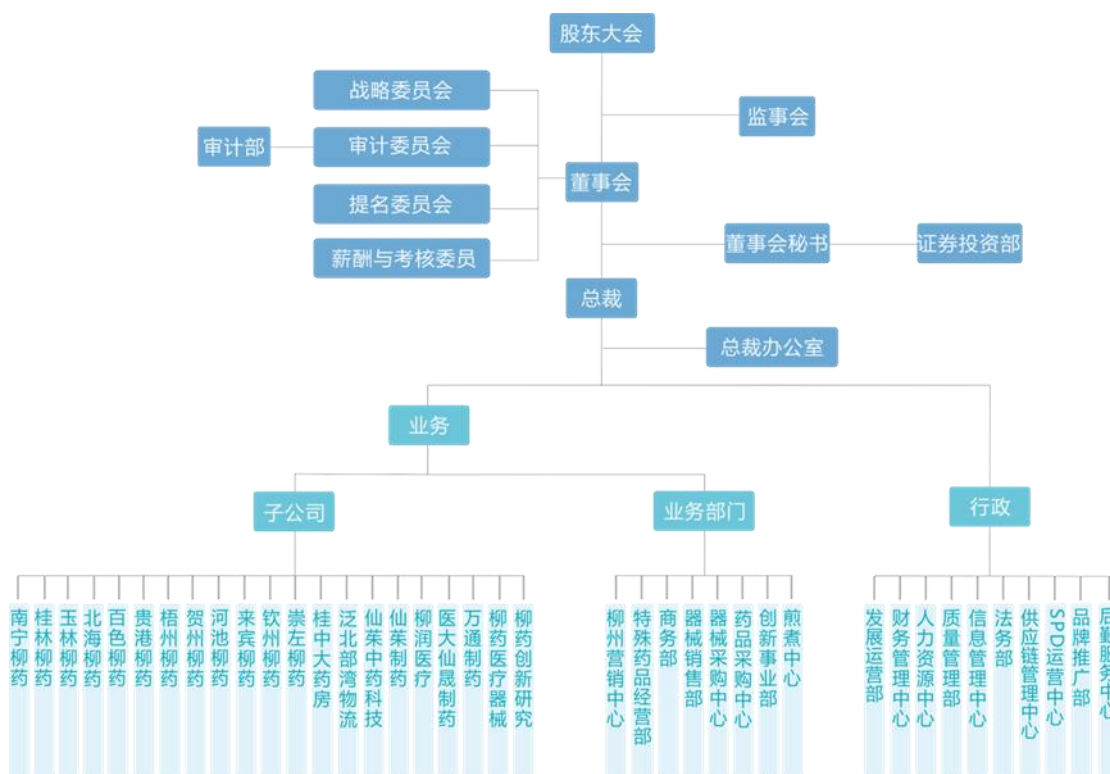 股东大会
战略委员会
监事会
审计部
审计委员会
董事会
提名委员会
董事会秘书
证券投资部
薪酬与考核委员
总裁
总裁办公室
业务
子公司
业务部门
行政
南宁柳药
桂林柳药
玉林柳药
北海柳药
百色柳药
贵港柳药
梧州柳药
贺州柳药
河池柳药
来宾柳药
钦州柳药
崇左柳药
桂中大药房
泛北部湾物流
仙茱中药科技
仙茱制药
柳润医疗
医大仙晟制药
万通制药
柳药医疗器械
柳药创新研究
柳州营销中心
特殊药品经营部
商务部
器械销售部
器械采购中心
药品采购中心
创新事业部
煎煮中心
发展运营部
财务管理中心
人力资源中心
质量管理部
信息管理中心
法务部
供应链管理中心
SPD运营中心
品牌推广部
后勤服务中心